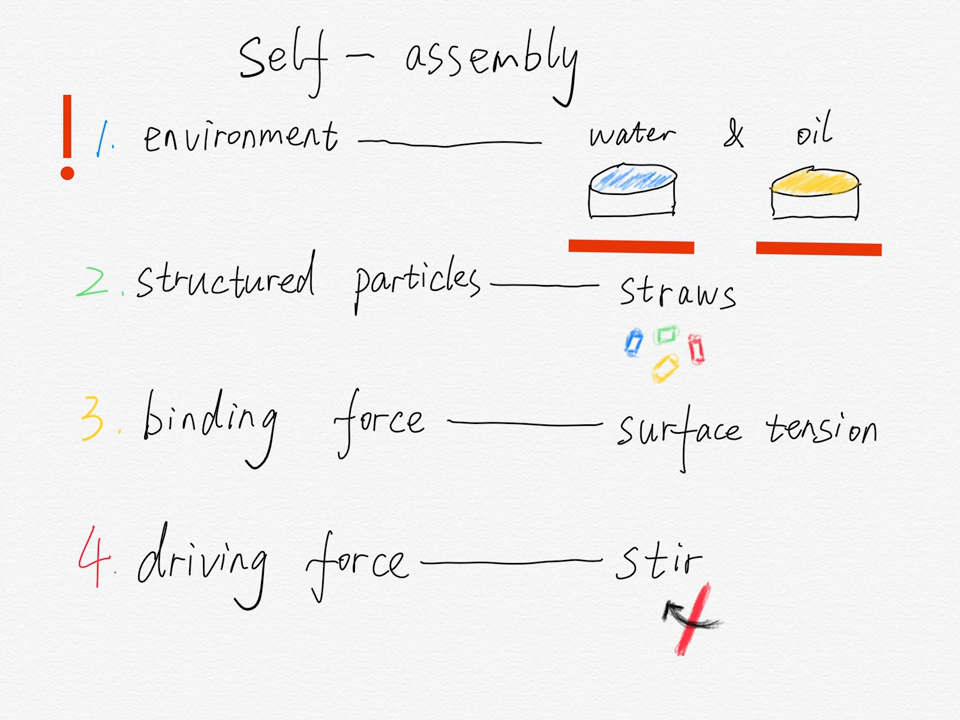 Self - assembly
! 1. environment — water & oil
2. structured particles — straws
3. binding force — surface tension
4. driving force — stir